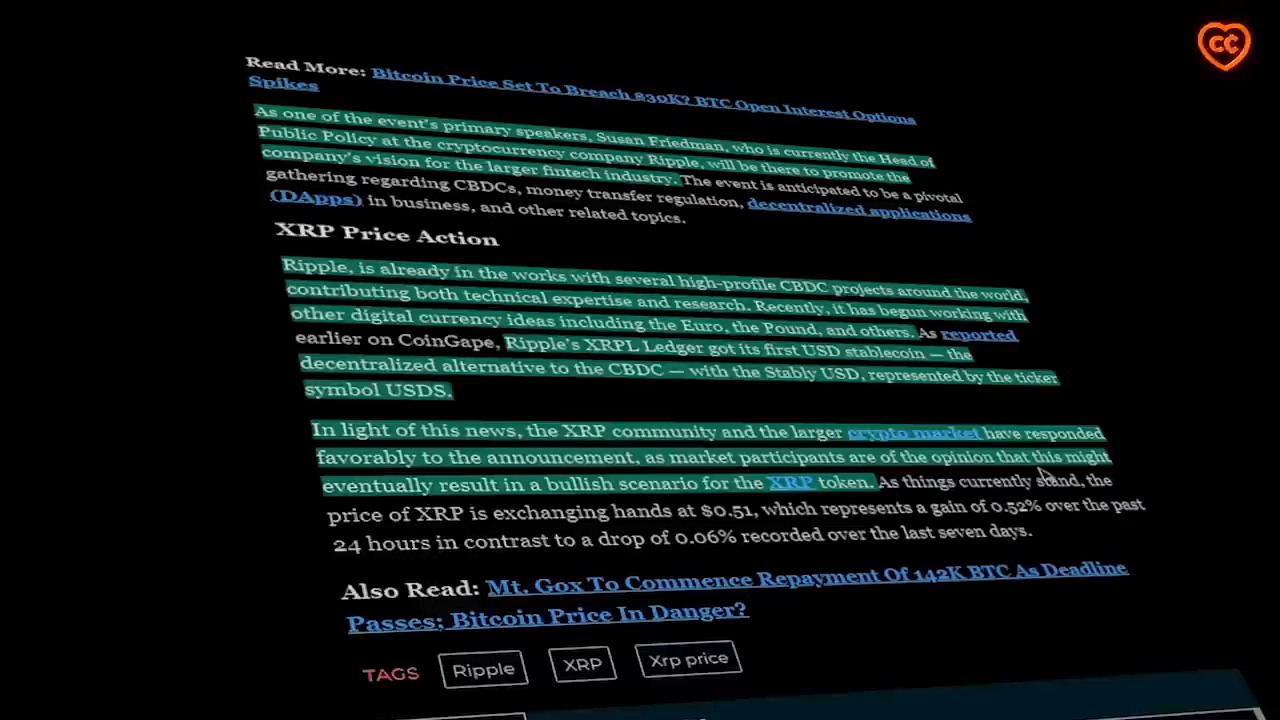 CC
Read More: Bitcoin Price Set To Breach $30K? BTC Open Interest Options
Spikes
As one of the event's primary speakers, Susan Friedman, who is currently the Head of
Public Policy at the cryptocurrency company Ripple, will be there to promote the
company's vision for the larger fintech industry. The event is anticipated to be a pivotal
gathering regarding CBDCs, money transfer regulation, decentralized applications
(DApps) in business, and other related topics.
XRP Price Action
Ripple, is already in the works with several high-profile CBDC projects around the world,
contributing both technical expertise and research. Recently, it has begun working with
other digital currency ideas including the Euro, the Pound, and others. As reported
earlier on CoinGape, Ripple's XRPL Ledger got its first USD stablecoin — the
decentralized alternative to the CBDC — with the Stably USD, represented by the ticker
symbol USDS.
In light of this news, the XRP community and the larger crypto market have responded
favorably to the announcement, as market participants are of the opinion that this might
eventually result in a bullish scenario for the XRP token. As things currently stand, the
price of XRP is exchanging hands at $0.51, which represents a gain of 0.52% over the past
24 hours in contrast to a drop of 0.06% recorded over the last seven days.
Also Read: Mt. Gox To Commence Repayment Of 142K BTC As Deadline
Passes; Bitcoin Price In Danger?
TAGS Ripple XRP Xrp price